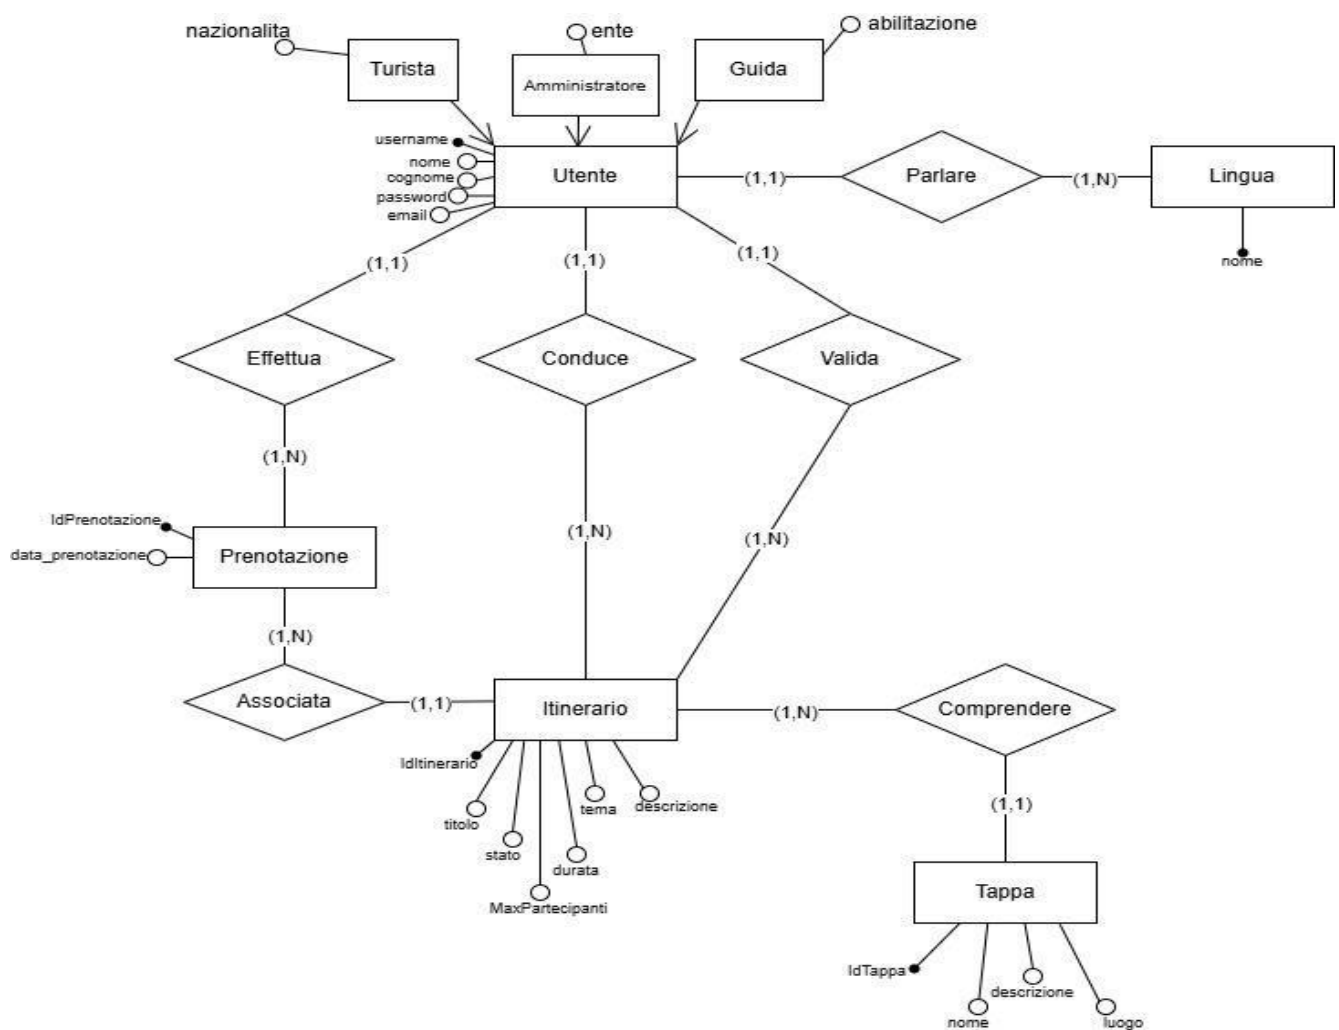 nazionalita
Turista
ente
Amministratore
Guida
abilitazione
username
nome
cognome
password
email
Utente
(1,1)
Parlare
(1,N)
Lingua
nome
(1,1)
(1,1)
(1,1)
Effettua
Conduce
Valida
(1,N)
(1,N)
(1,N)
IdPrenotazione
data_prenotazione
Prenotazione
(1,N)
Associata
(1,1)
Itinerario
(1,N)
Comprendere
IdItinerario
titolo
stato
MaxPartecipanti
durata
tema
descrizione
(1,1)
Tappa
IdTappa
nome
descrizione
luogo